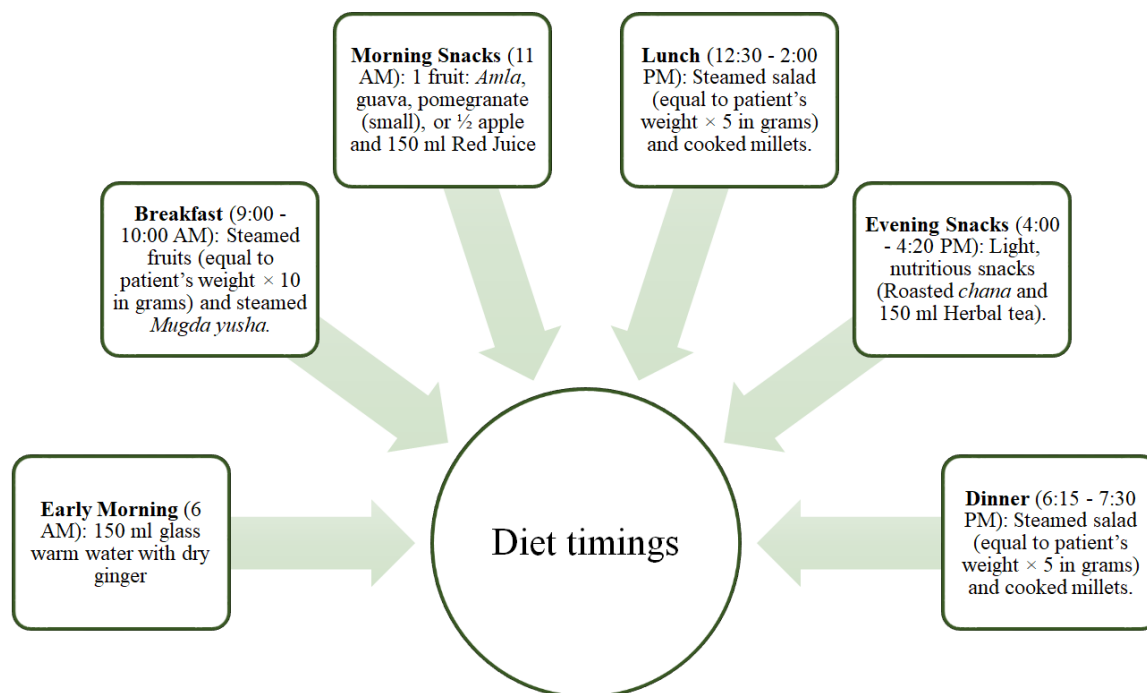 Early Morning (6
AM): 150 ml glass
warm water with dry
ginger
Breakfast (9:00 -
10:00 AM): Steamed
fruits (equal to
patient's weight × 10
in grams) and steamed
Mugda yusha.
Morning Snacks (11
AM): 1 fruit: Amla,
guava, pomegranate
(small), or ½ apple
and 150 ml Red Juice
Lunch (12:30 - 2:00
PM): Steamed salad
(equal to patient's
weight × 5 in grams)
and cooked millets.
Evening Snacks (4:00
- 4:20 PM): Light,
nutritious snacks
(Roasted chana and
150 ml Herbal tea).
Dinner (6:15 - 7:30
PM): Steamed salad
(equal to patient's
weight × 5 in grams)
and cooked millets.
Diet timings